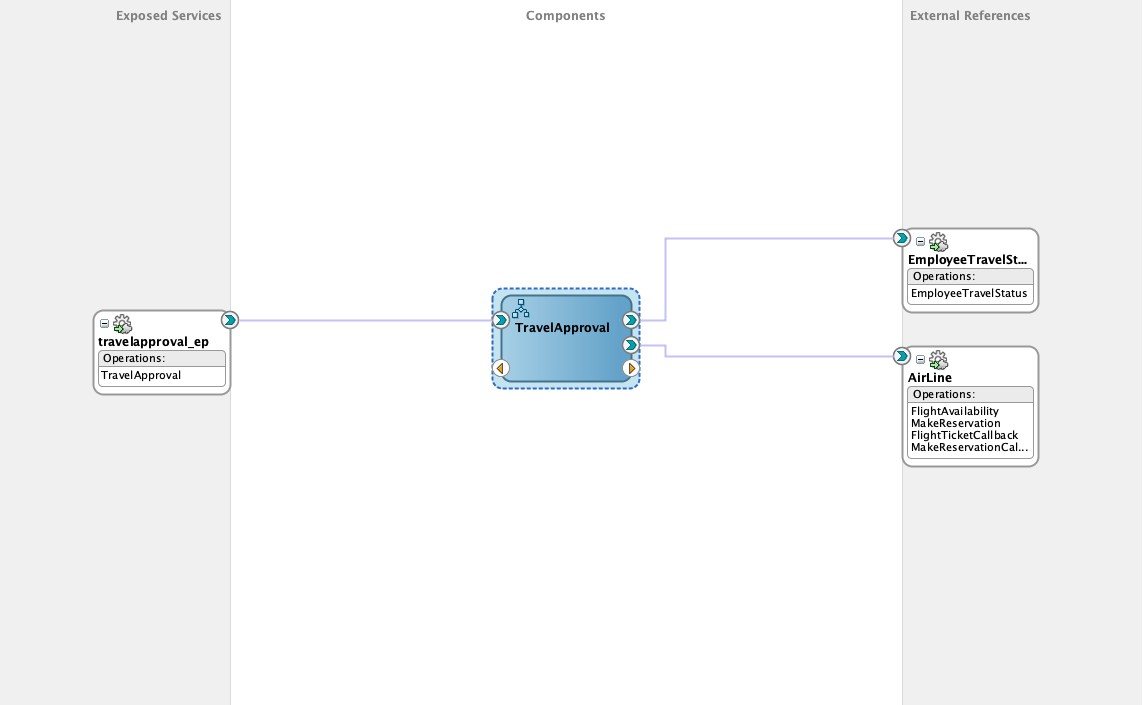 Exposed Services
Components
External References
travelapproval_ep
Operations:
TravelApproval
TravelApproval
EmployeeTravelSt...
Operations:
EmployeeTravelStatus
AirLine
Operations:
FlightAvailability
MakeReservation
FlightTicketCallback
MakeReservationCal...